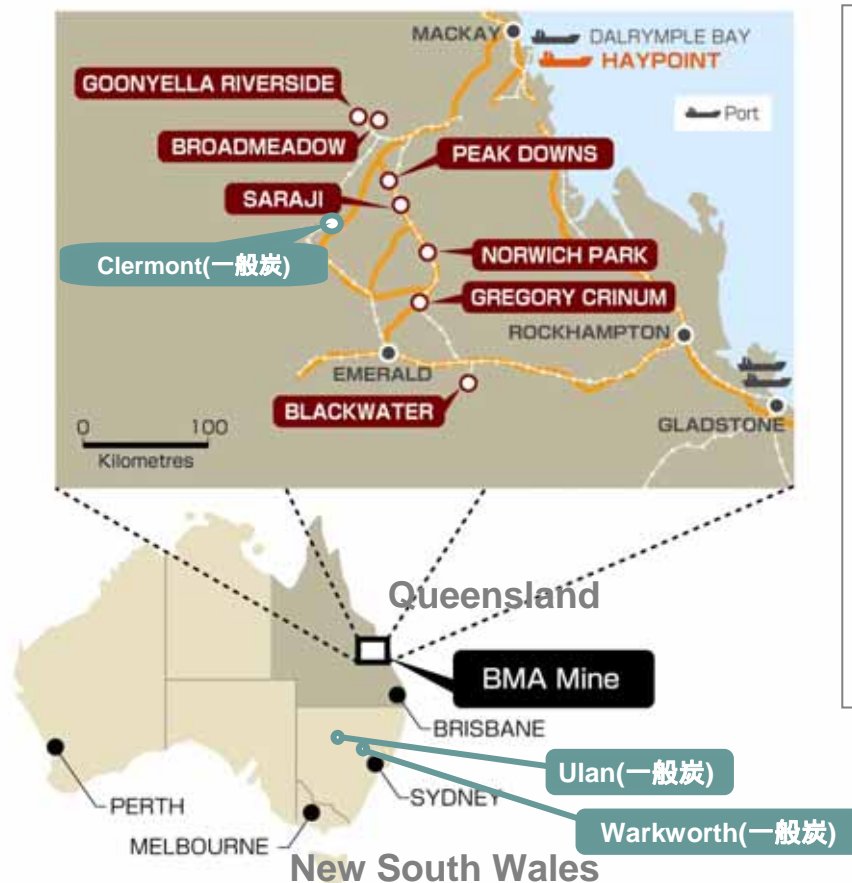 MACKAY
DALRYMPLE BAY
HAYPOINT
GOONYELLA RIVERSIDE
Port
BROADMEADOW
PEAK DOWNS
SARAJI
Clermont(一般炭)
NORWICH PARK
GREGORY CRINUM
ROCKHAMPTON
EMERALD
BLACKWATER
GLADSTONE
0 100
Kilometres
Queensland
BMA Mine
BRISBANE
Ulan(一般炭)
PERTH
SYDNEY
Warkworth(一般炭)
MELBOURNE
New South Wales